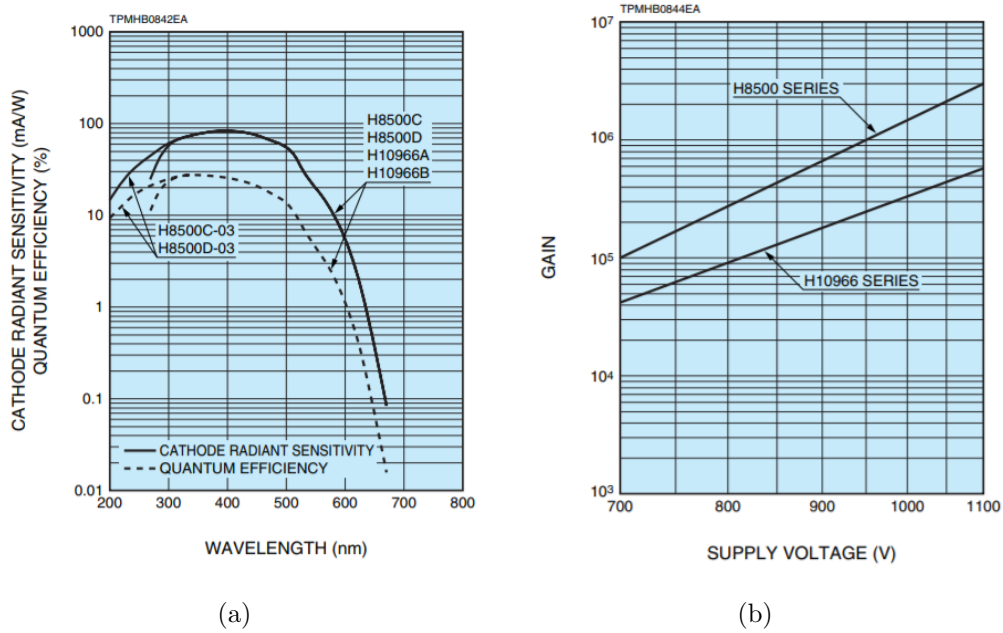 TPMHB0842EA
1000
100
10
1
0.1
0.01
CATHODE RADIANT SENSITIVITY (mA/W)
QUANTUM EFFICIENCY (%)
H8500C
H8500D
H10966A
H10966B
H8500C-03
H8500D-03
CATHODE RADIANT SENSITIVITY
QUANTUM EFFICIENCY
200 300 400 500 600 700 800
WAVELENGTH (nm)
(a)
TPMHB0844EA
10⁷
10⁶
10⁵
10⁴
10³
GAIN
H8500 SERIES
H10966 SERIES
700 800 900 1000 1100
SUPPLY VOLTAGE (V)
(b)